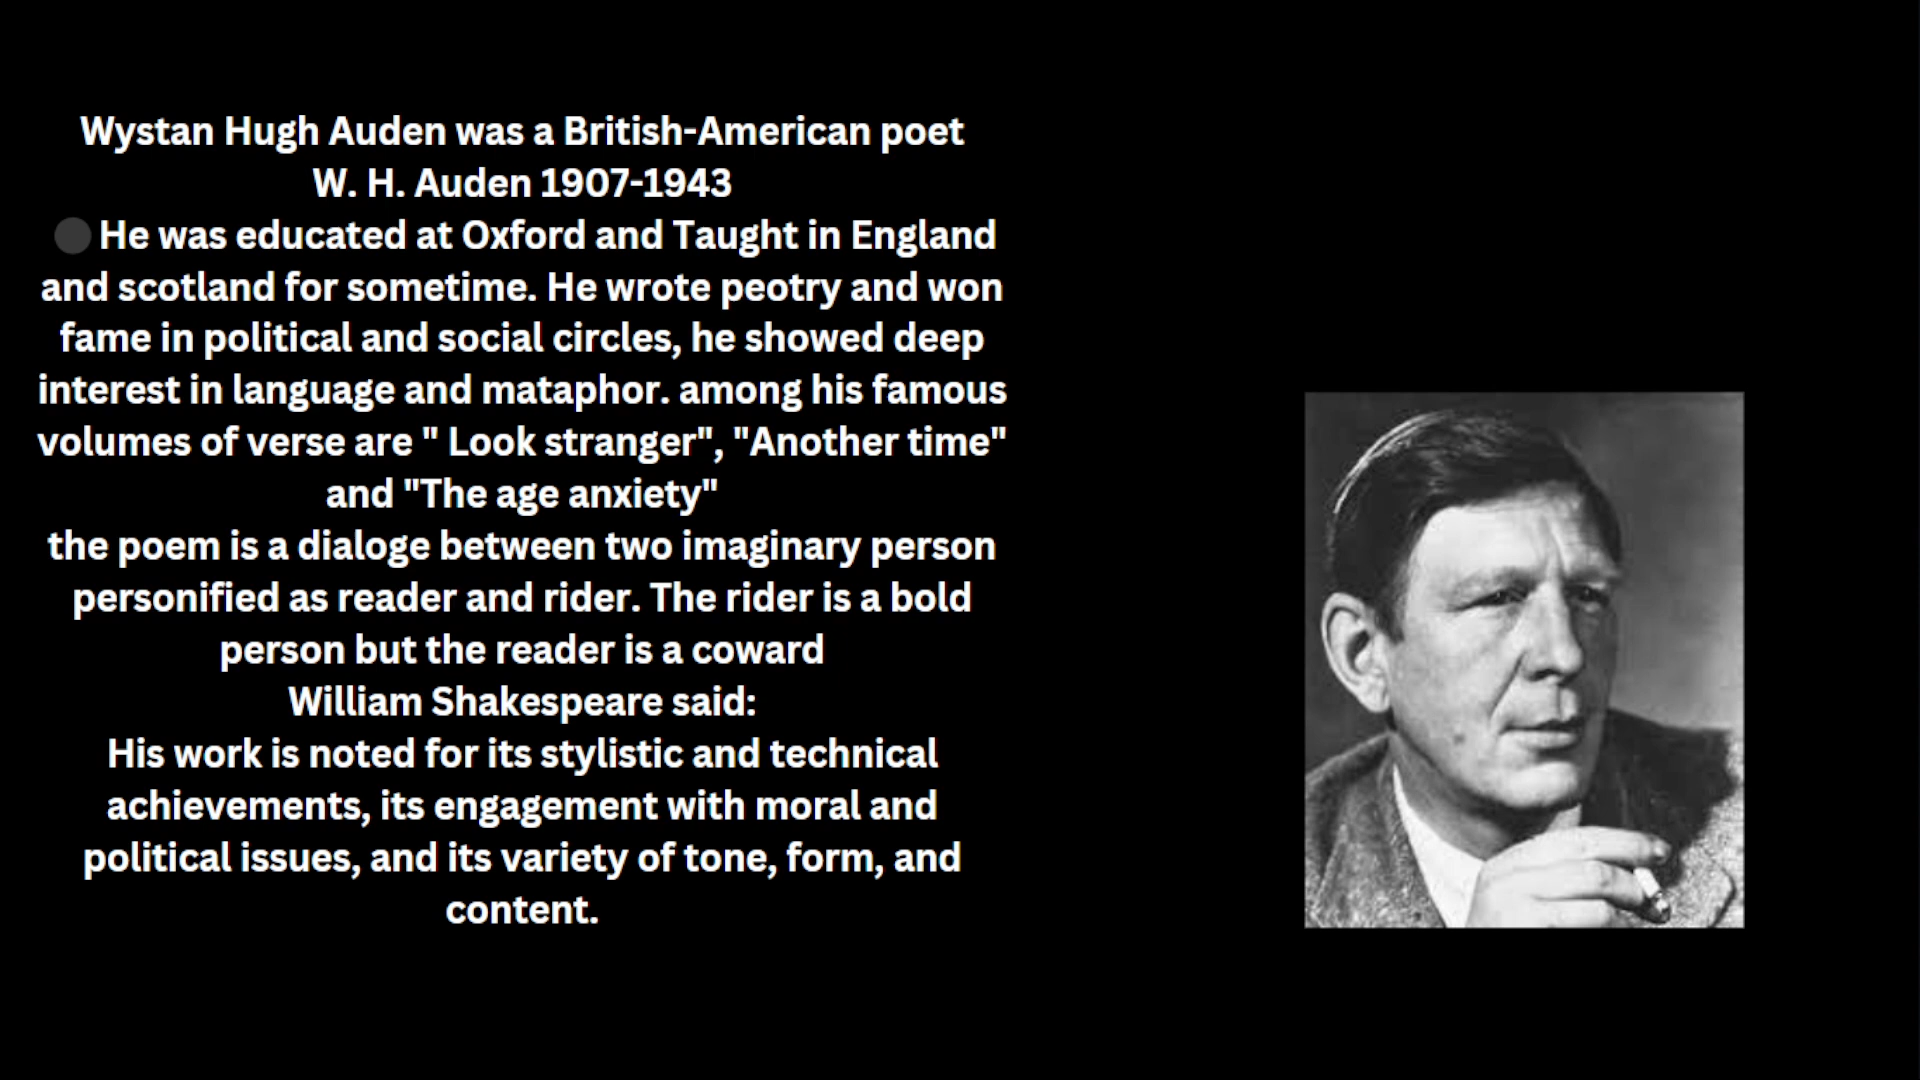 Wystan Hugh Auden was a British-American poet
W. H. Auden 1907-1943
He was educated at Oxford and Taught in England
and scotland for sometime. He wrote peotry and won
fame in political and social circles, he showed deep
interest in language and mataphor. among his famous
volumes of verse are " Look stranger", "Another time"
and "The age anxiety"
the poem is a dialoge between two imaginary person
personified as reader and rider. The rider is a bold
person but the reader is a coward
William Shakespeare said:
His work is noted for its stylistic and technical
achievements, its engagement with moral and
political issues, and its variety of tone, form, and
content.